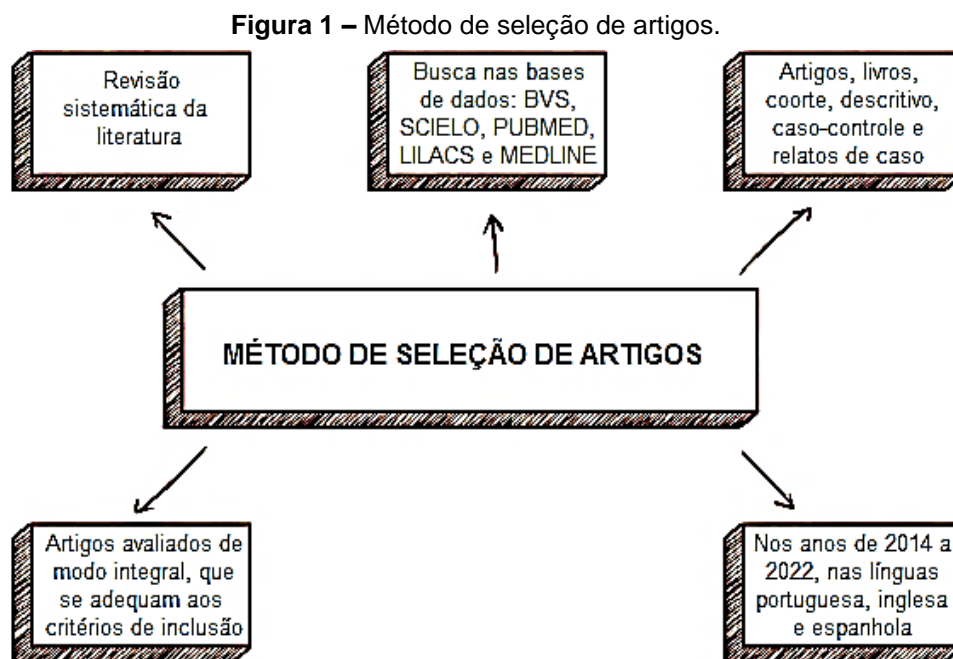 Figura 1 – Método de seleção de artigos.
Revisão
sistemática da
literatura
Busca nas bases
de dados: BVS,
SCIELO, PUBMED,
LILACS e MEDLINE
Artigos, livros,
coorte, descritivo,
caso-controle e
relatos de caso
MÉTODO DE SELEÇÃO DE ARTIGOS
Artigos avaliados de
modo integral, que
se adequam aos
critérios de inclusão
Nos anos de 2014 a
2022, nas línguas
portuguesa, inglesa
e espanhola